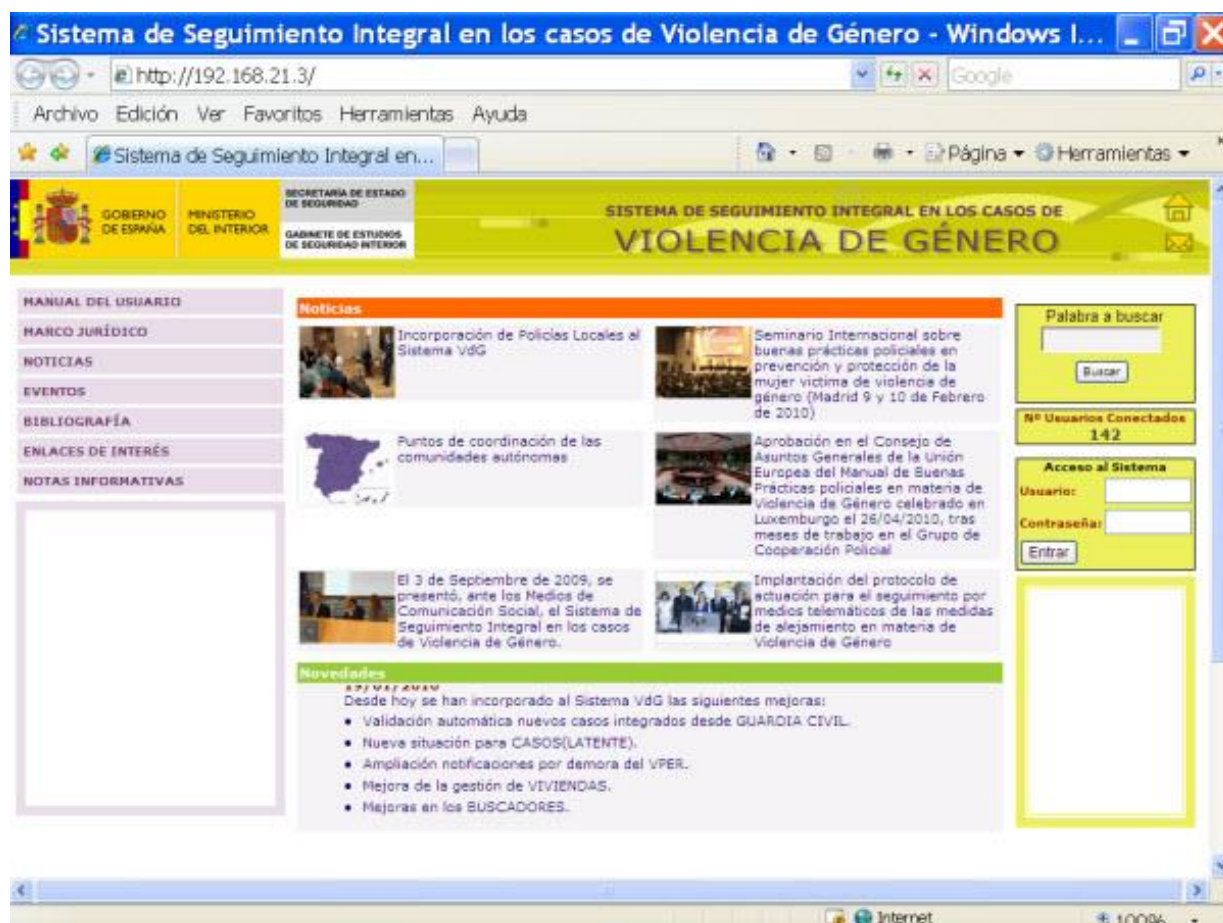 Sistema de Seguimiento Integral en los casos de Violencia de Género - Windows I...
http://192.168.21.3/
Google
Archivo Edición Ver Favoritos Herramientas Ayuda
Sistema de Seguimiento Integral en...
Página
Herramientas
GOBIERNO
DE ESPAÑA
MINISTERIO
DEL INTERIOR
SECRETARÍA DE ESTADO
DE SEGURIDAD
GABINETE DE ESTUDIOS
DE SEGURIDAD INTERIOR
SISTEMA DE SEGUIMIENTO INTEGRAL EN LOS CASOS DE
VIOLENCIA DE GÉNERO
MANUAL DEL USUARIO
MARCO JURÍDICO
NOTICIAS
EVENTOS
BIBLIOGRAFÍA
ENLACES DE INTERÉS
NOTAS INFORMATIVAS
Noticias
Incorporación de Policías Locales al
Sistema VdG
Seminario Internacional sobre
buenas prácticas policiales en
prevención y protección de la
mujer victima de violencia de
género (Madrid 9 y 10 de Febrero
de 2010)
Puntos de coordinación de las
comunidades autónomas
Aprobación en el Consejo de
Asuntos Generales de la Unión
Europea del Manual de Buenas
Prácticas policiales en materia de
Violencia de Género celebrado en
Luxemburgo el 26/04/2010, tras
meses de trabajo en el Grupo de
Cooperación Policial
El 3 de Septiembre de 2009, se
presentó, ante los Medios de
Comunicación Social, el Sistema de
Seguimiento Integral en los casos
de Violencia de Género.
Implantación del protocolo de
actuación para el seguimiento por
medios telemáticos de las medidas
de alejamiento en materia de
Violencia de Género
Novedades
19/01/2010
Desde hoy se han incorporado al Sistema VdG las siguientes mejoras:
• Validación automática nuevos casos integrados desde GUARDIA CIVIL.
• Nueva situación para CASOS(LATENTE).
• Ampliación notificaciones por demora del VPER.
• Mejora de la gestión de VIVIENDAS.
• Mejoras en los BUSCADORES.
Palabra a buscar
Buscar
Nº Usuarios Conectados
142
Acceso al Sistema
Usuario:
Contraseña:
Entrar
Internet
100%